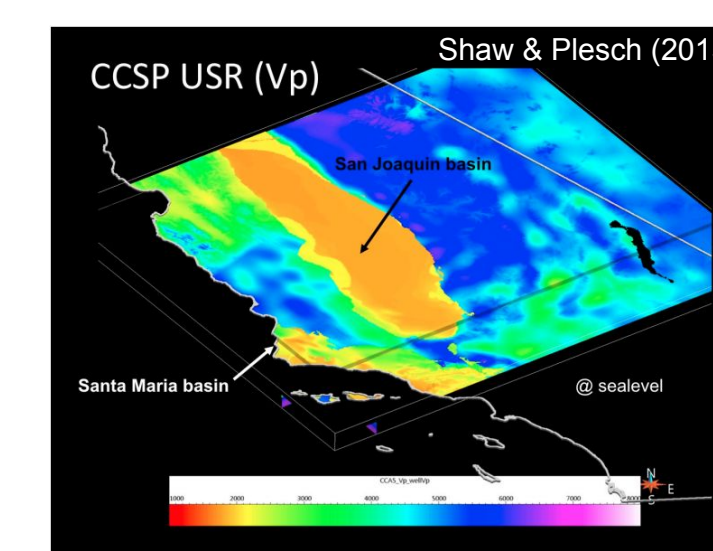 Shaw & Plesch (201
CCSP USR (Vp)
San Joaquin basin
Santa Maria basin
@ sealevel
CCA5_Vp_wellVp
1000 2000 3000 4000 5000 6000 7000 8000
N
E
S